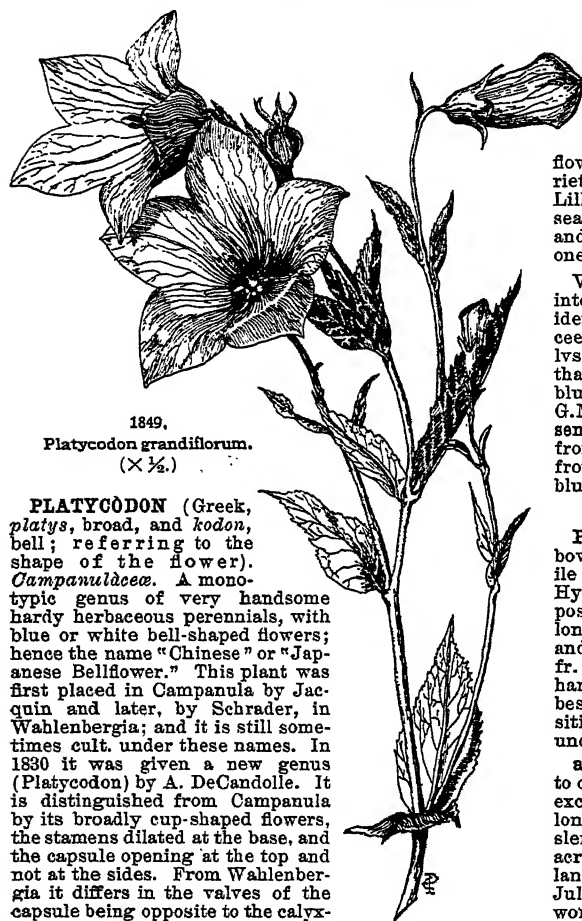 1849.
Platycodon grandiflorum.
(× ½.)
PLATYCÒDON (Greek,
platys, broad, and kodon,
bell; referring to the
shape of the flower).
Campanulàceæ. A mono-
typic genus of very handsome
hardy herbaceous perennials, with
blue or white bell-shaped flowers;
hence the name "Chinese" or "Jap-
anese Bellflower." This plant was
first placed in Campanula by Jac-
quin and later, by Schrader, in
Wahlenbergia; and it is still some-
times cult. under these names. In
1830 it was given a new genus
(Platycodon) by A. DeCandolle. It
is distinguished from Campanula
by its broadly cup-shaped flowers,
the stamens dilated at the base, and
the capsule opening at the top and
not at the sides. From Wahlenber-
gia it differs in the valves of the
capsule being opposite to the calyx-
flow
riet
Lill
sea
and
one
V
inte
ide
cee
lvs
tha
blu
G.M
sem
from
from
blu
P
bow
ile
Hy
pos
lon
and
fr.
har
bes
siti
und
a
to c
exc
lon
sler
acr
lan
Jul
wo